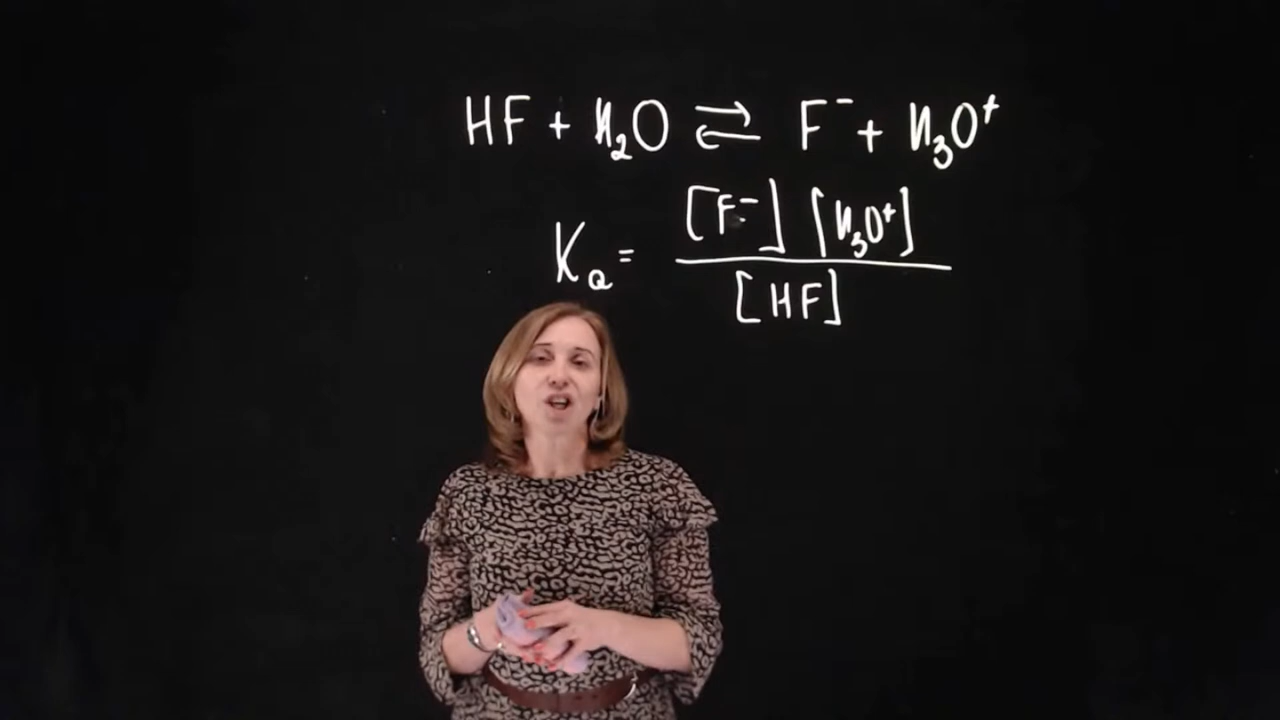 HF + H₂O ⇌ F⁻ + H₃O⁺
Kₐ = [F⁻] [H₃O⁺]
[HF]